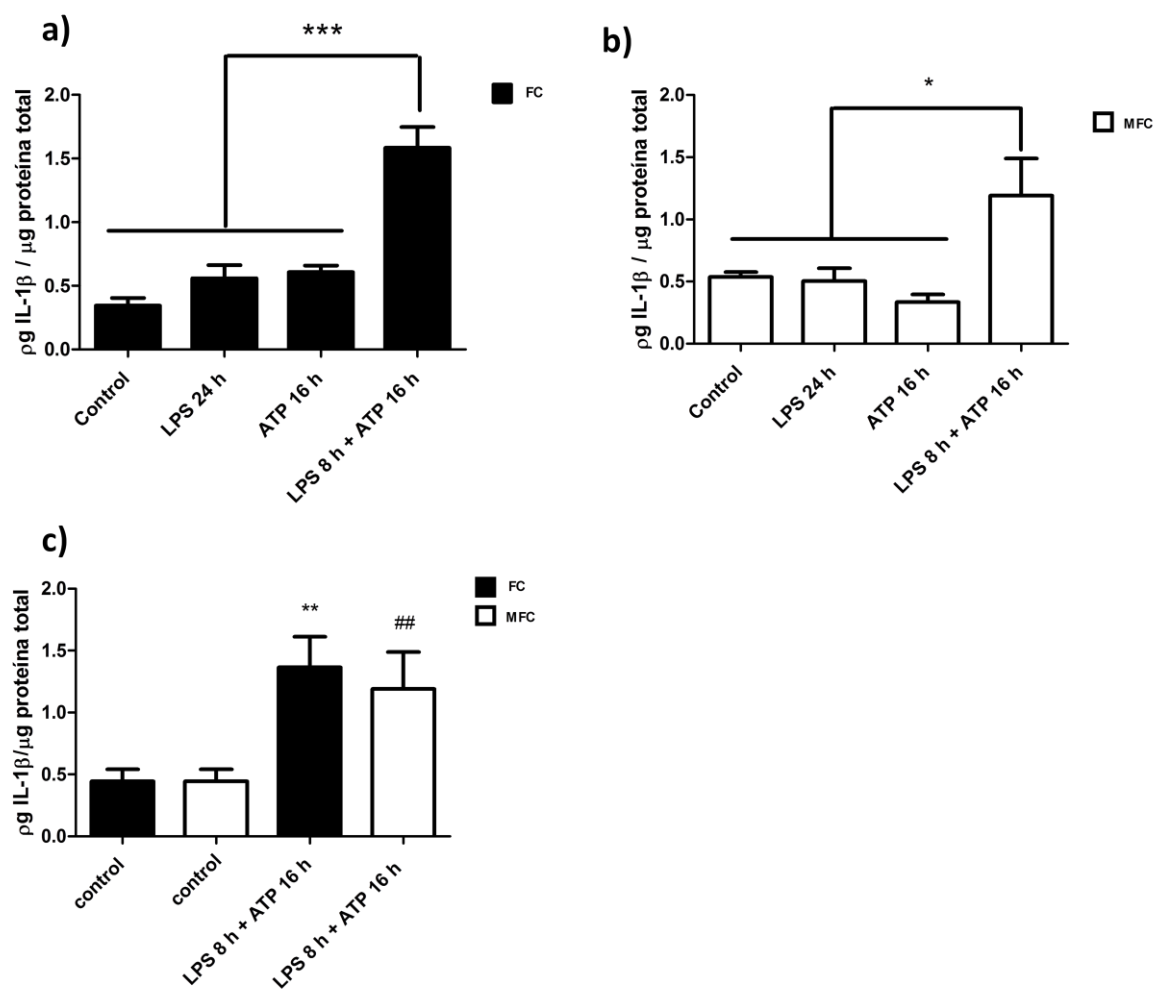 a)
***
FC
ρg IL-1β / μg proteína total
2.0
1.5
1.0
0.5
0.0
Control
LPS 24 h
ATP 16 h
LPS 8 h + ATP 16 h
b)
*
MFC
ρg IL-1β / μg proteína total
2.0
1.5
1.0
0.5
0.0
Control
LPS 24 h
ATP 16 h
LPS 8 h + ATP 16 h
c)
FC
MFC
**
##
ρg IL-1β/μg proteína total
2.0
1.5
1.0
0.5
0.0
control
control
LPS 8 h + ATP 16 h
LPS 8 h + ATP 16 h